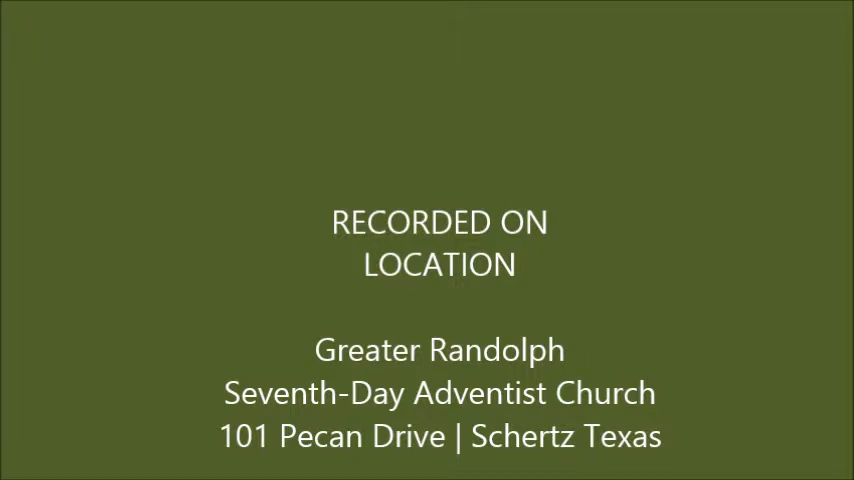 RECORDED ON
LOCATION
Greater Randolph
Seventh-Day Adventist Church
101 Pecan Drive | Schertz Texas